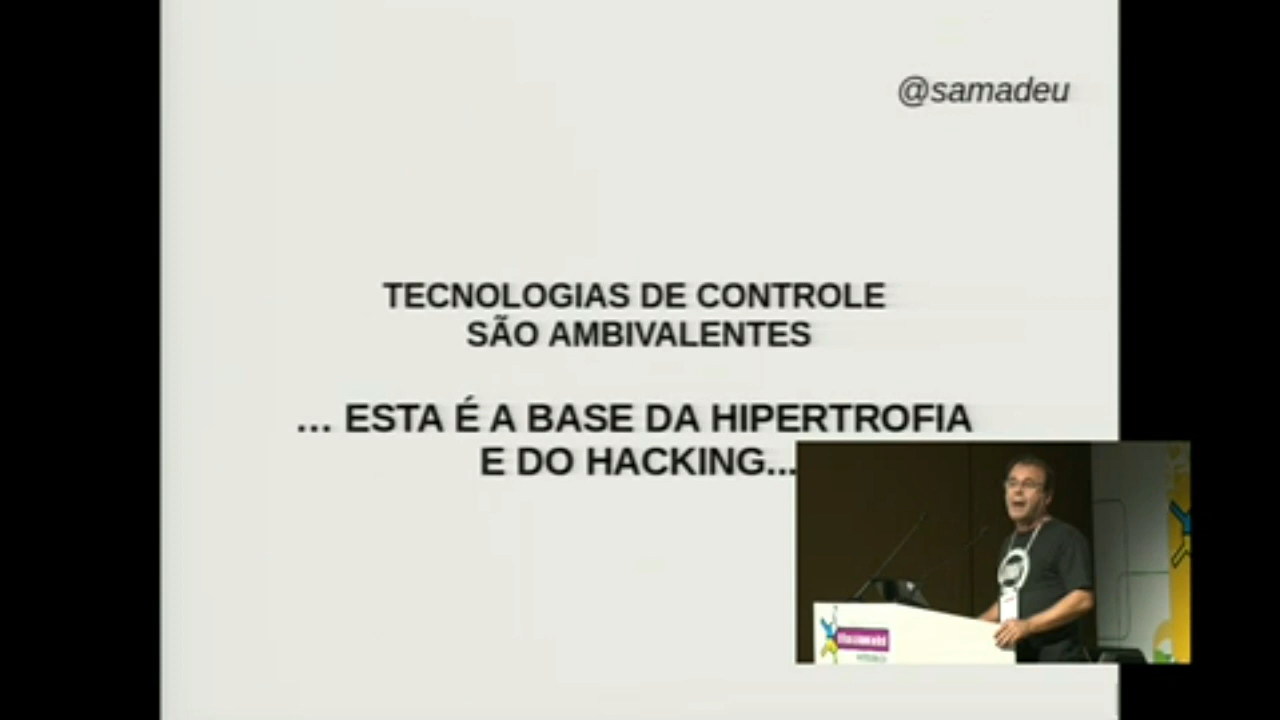 @samadeu
TECNOLOGIAS DE CONTROLE
SÃO AMBIVALENTES
... ESTA É A BASE DA HIPERTROFIA
E DO HACKING...